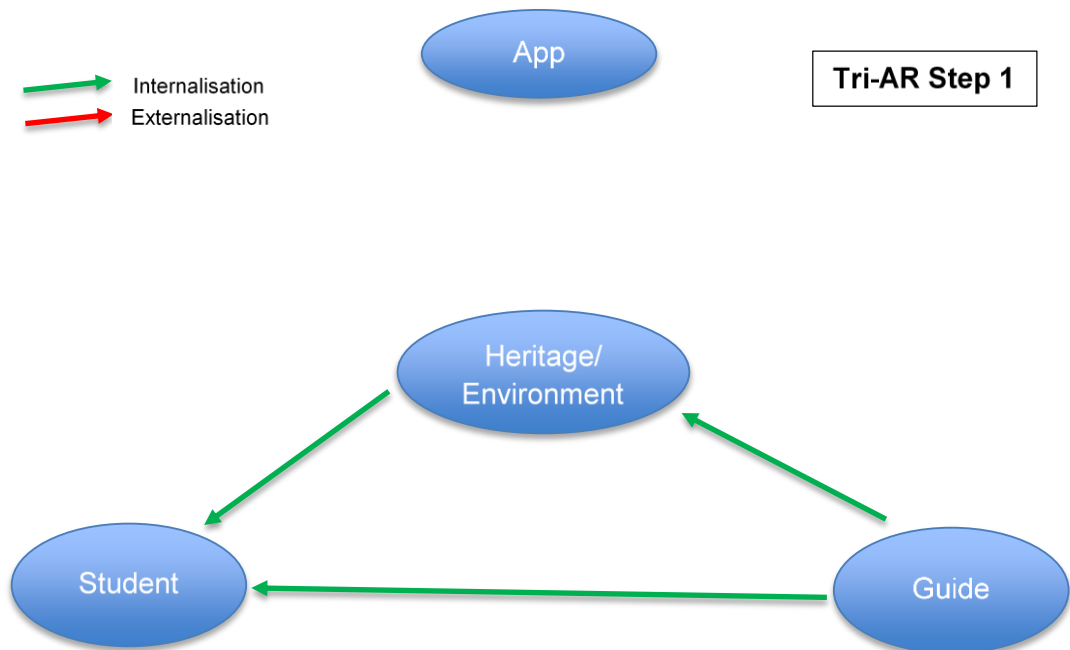 App
Tri-AR Step 1
Internalisation
Externalisation
Heritage/
Environment
Student
Guide